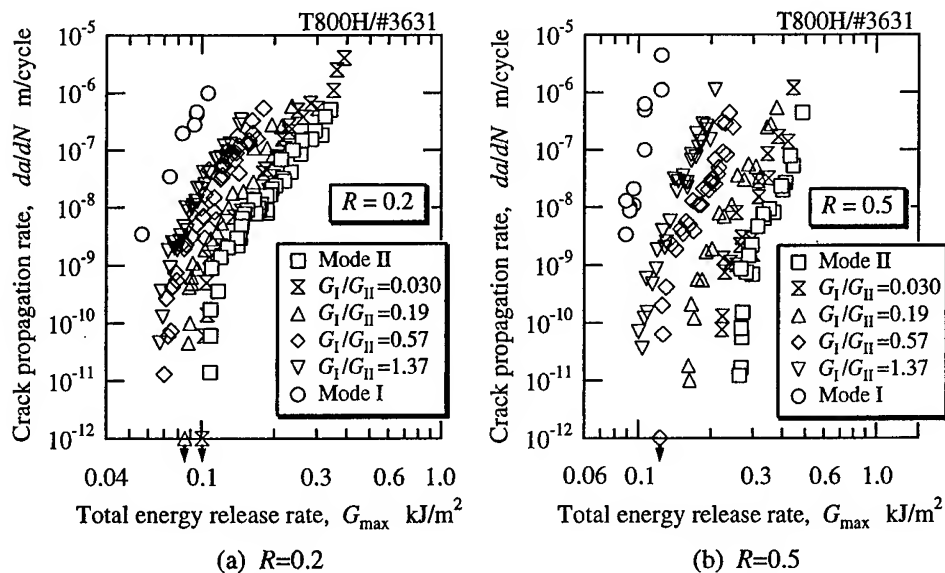 T800H/#3631
Crack propagation rate, da/dN m/cycle
10⁻⁵
10⁻⁶
10⁻⁷
10⁻⁸
10⁻⁹
10⁻¹⁰
10⁻¹¹
10⁻¹²
R = 0.2
Mode II
G_I/G_II=0.030
G_I/G_II=0.19
G_I/G_II=0.57
G_I/G_II=1.37
Mode I
0.04 0.1 0.3 1.0
Total energy release rate, G_max kJ/m²
(a) R=0.2
T800H/#3631
Crack propagation rate, da/dN m/cycle
10⁻⁵
10⁻⁶
10⁻⁷
10⁻⁸
10⁻⁹
10⁻¹⁰
10⁻¹¹
10⁻¹²
R = 0.5
Mode II
G_I/G_II=0.030
G_I/G_II=0.19
G_I/G_II=0.57
G_I/G_II=1.37
Mode I
0.06 0.1 0.3 1.0
Total energy release rate, G_max kJ/m²
(b) R=0.5